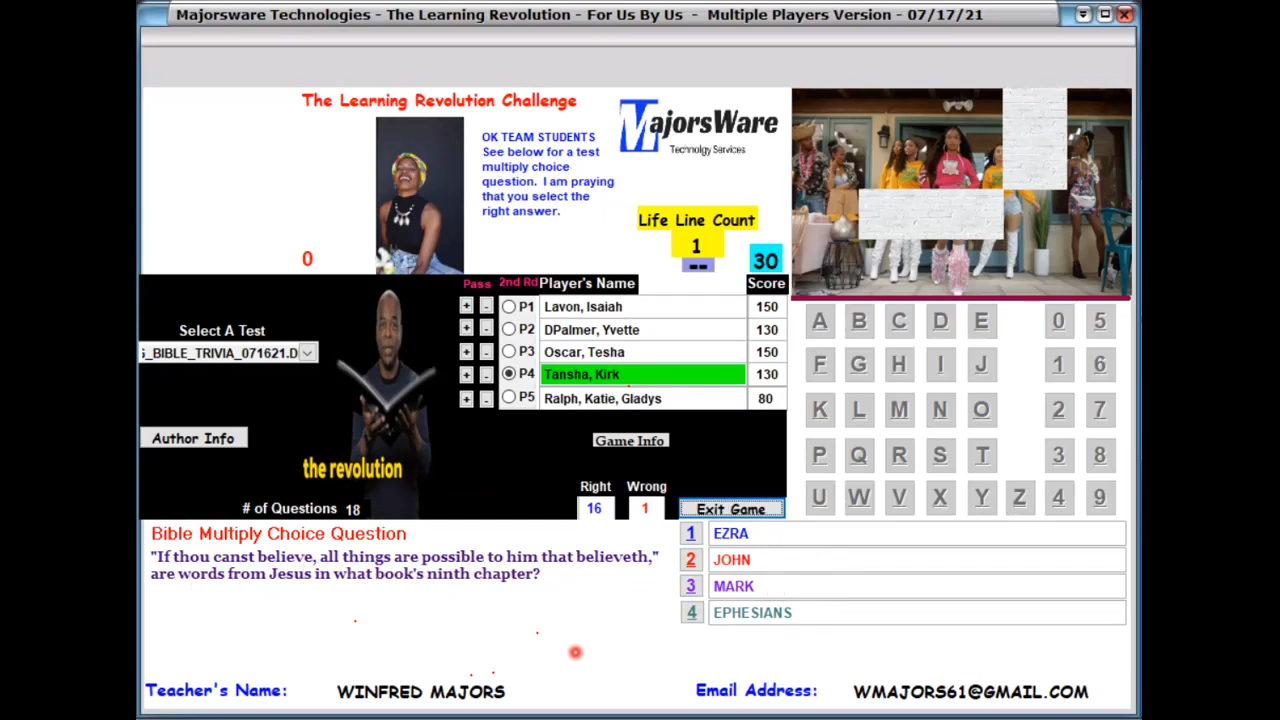 Majorsware Technologies - The Learning Revolution - For Us By Us - Multiple Players Version - 07/17/21
The Learning Revolution Challenge
OK TEAM STUDENTS
See below for a test
multiply choice
question. I am praying
that you select the
right answer.
MajorsWare
Technolgy Services
Life Line Count
1
--
0
30
Pass 2nd Rd Player's Name Score
+ - P1 Lavon, Isaiah 150
+ - P2 DPalmer, Yvette 130
+ - P3 Oscar, Tesha 150
+ - P4 Tansha, Kirk 130
+ - P5 Ralph, Katie, Gladys 80
Select A Test
S_BIBLE_TRIVIA_071621.D
Author Info
the revolution
Game Info
Right Wrong
# of Questions 18
16 1
Exit Game
A B C D E 0 5
F G H I J 1 6
K L M N O 2 7
P Q R S T 3 8
U W V X Y Z 4 9
Bible Multiply Choice Question
"If thou canst believe, all things are possible to him that believeth,"
are words from Jesus in what book's ninth chapter?
1 EZRA
2 JOHN
3 MARK
4 EPHESIANS
Teacher's Name: WINFRED MAJORS
Email Address: WMAJORS61@GMAIL.COM